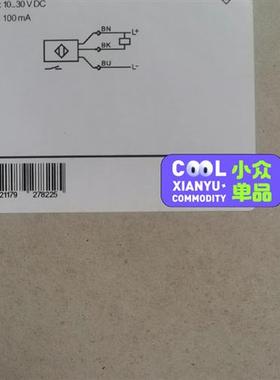 : 10...30 V DC
: 100 mA
BN
L+
BK
BU
L-
21179
278225
COOL 小众
XIANYU· 单品
COMMODITY